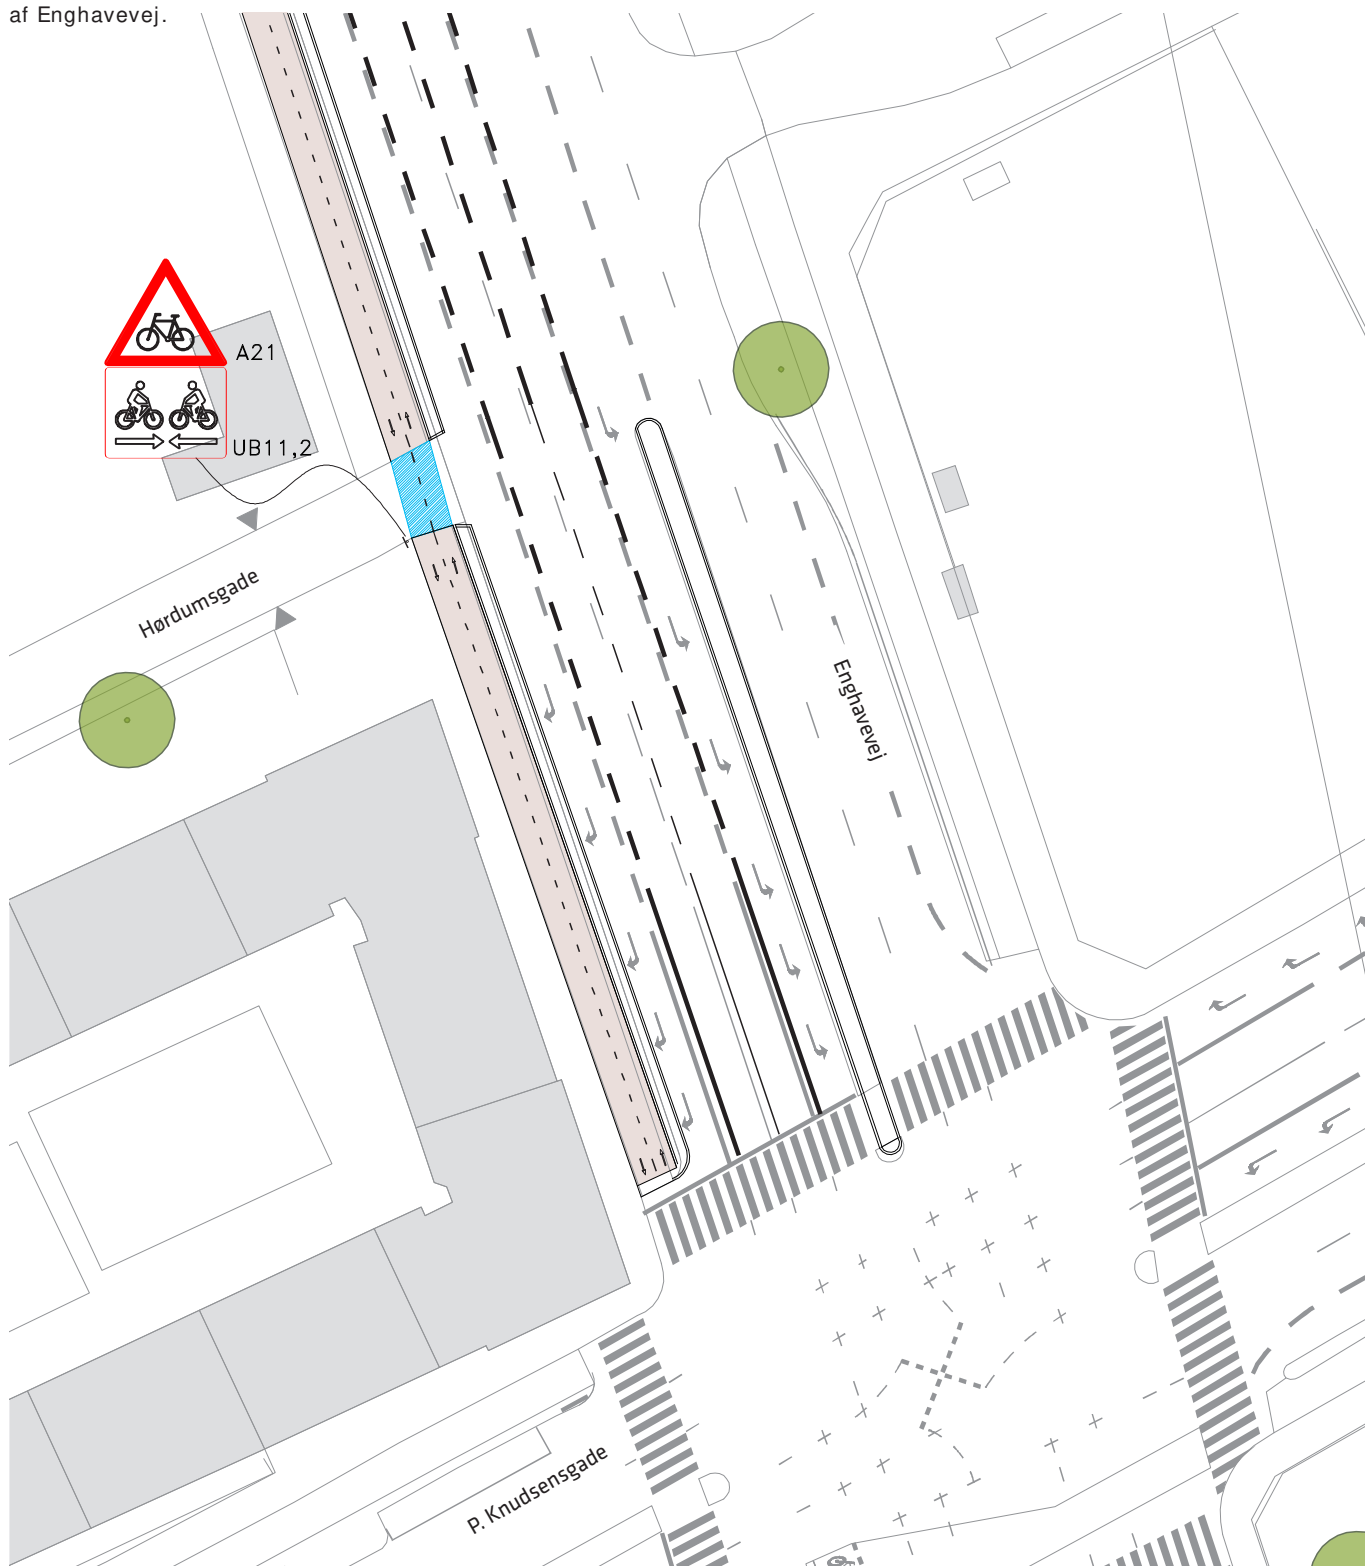 af Enghavevej.
A21
UB11,2
Hørdumsgade
Enghavevej
P. Knudsensgade